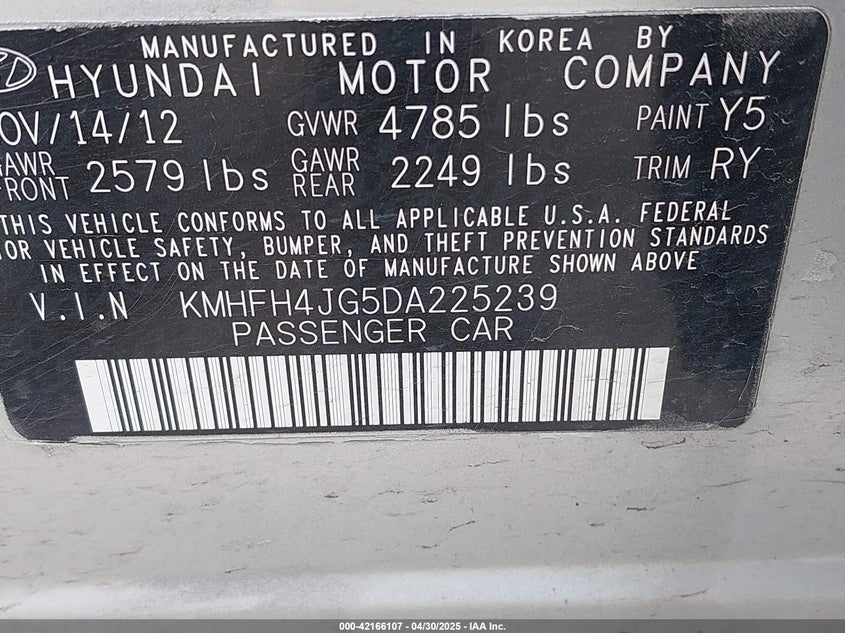 MANUFACTURED IN KOREA BY
HYUNDAI MOTOR COMPANY
OV/14/12 GVWR 4785 lbs PAINT Y5
GAWR FRONT 2579 lbs GAWR REAR 2249 lbs TRIM RY
THIS VEHICLE CONFORMS TO ALL APPLICABLE U.S.A. FEDERAL
OR VEHICLE SAFETY, BUMPER, AND THEFT PREVENTION STANDARDS
IN EFFECT ON THE DATE OF MANUFACTURE SHOWN ABOVE
V.I.N KMHFH4JG5DA225239
PASSENGER CAR
000-42166107 - 04/30/2025 - IAA Inc.